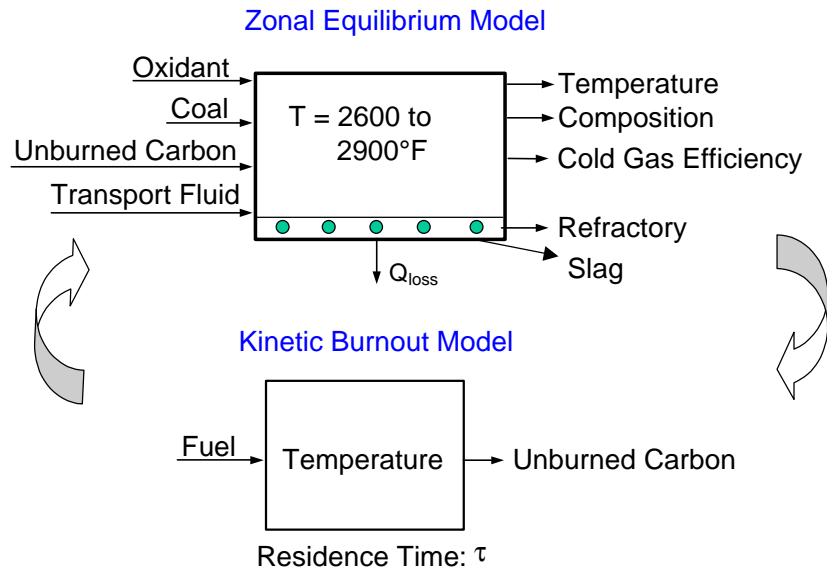 Zonal Equilibrium Model
Oxidant
Coal
Unburned Carbon
Transport Fluid
T = 2600 to
2900°F
Temperature
Composition
Cold Gas Efficiency
Refractory
Slag
Qloss
Kinetic Burnout Model
Fuel
Temperature
Unburned Carbon
Residence Time: τ